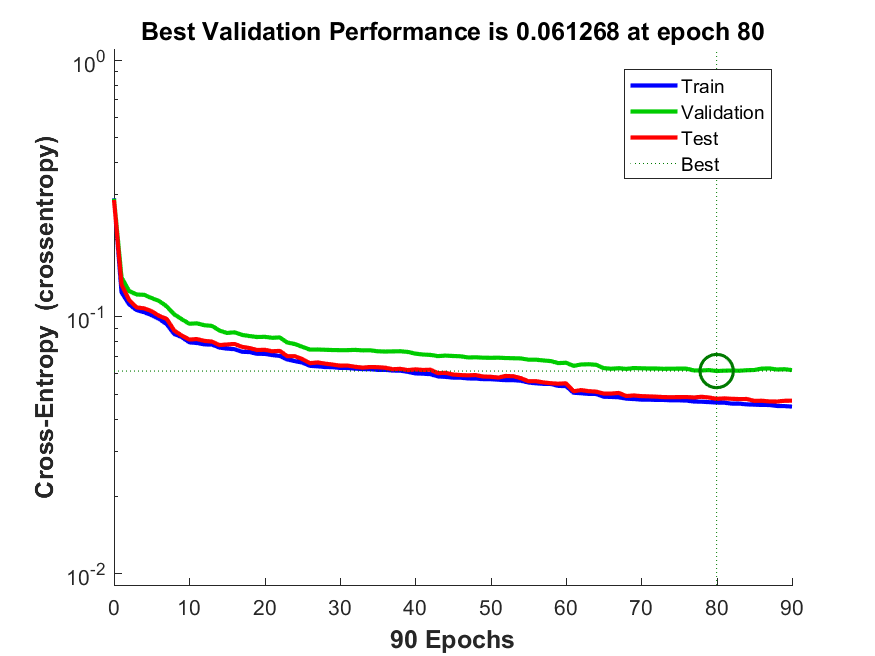 Best Validation Performance is 0.061268 at epoch 80
Cross-Entropy (crossentropy)
10^0
10^-1
10^-2
Train
Validation
Test
Best
0 10 20 30 40 50 60 70 80 90
90 Epochs